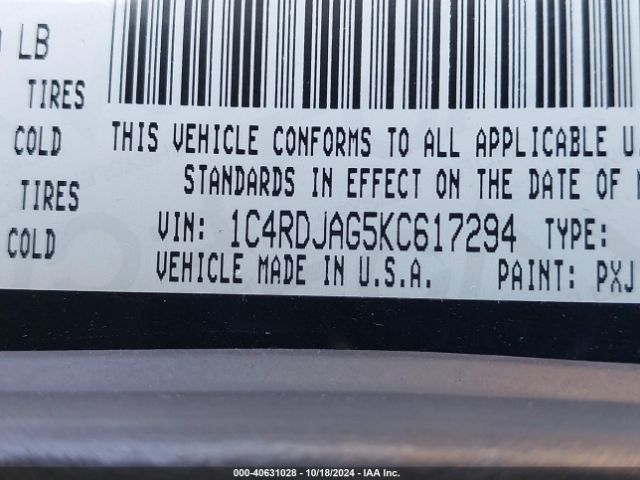 LB
TIRES
COLD
TIRES
COLD
THIS VEHICLE CONFORMS TO ALL APPLICABLE U.
STANDARDS IN EFFECT ON THE DATE OF
VIN: 1C4RDJAG5KC617294 TYPE:
VEHICLE MADE IN U.S.A. PAINT: PXJ
000-40631028 - 10/18/2024 - IAA Inc.